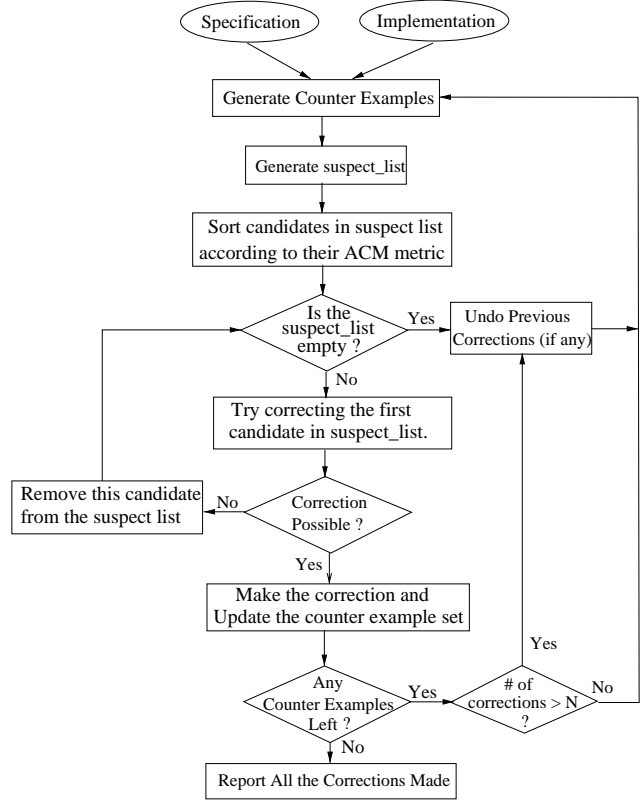 Specification
Implementation
Generate Counter Examples
Generate suspect_list
Sort candidates in suspect list
according to their ACM metric
Is the
suspect_list
empty ?
Yes
Undo Previous
Corrections (if any)
No
Try correcting the first
candidate in suspect_list.
Remove this candidate
from the suspect list
No
Correction
Possible ?
Yes
Make the correction and
Update the counter example set
Yes
Any
Counter Examples
Left ?
Yes
# of
corrections > N
?
No
No
Report All the Corrections Made